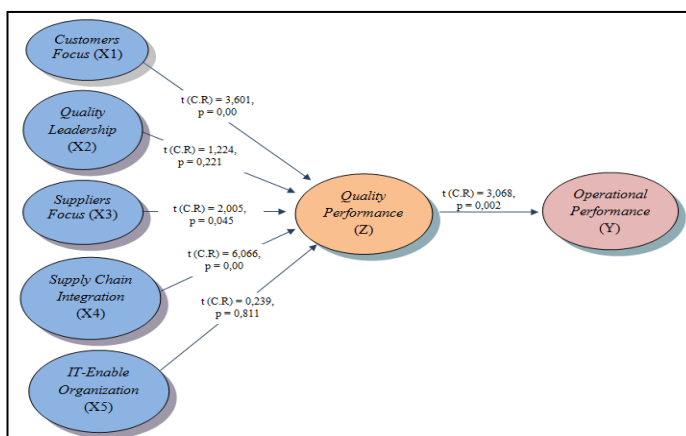 Customers
Focus (X1)
t (C.R) = 3,601,
p = 0,00
Quality
Leadership
(X2)
t (C.R) = 1,224,
p = 0,221
Suppliers
Focus (X3)
t (C.R) = 2,005,
p = 0,045
Quality
Performance
(Z)
t (C.R) = 3,068,
p = 0,002
Operational
Performance
(Y)
Supply Chain
Integration
(X4)
t (C.R) = 6,066,
p = 0,00
t (C.R) = 0,239,
p = 0,811
IT-Enable
Organization
(X5)